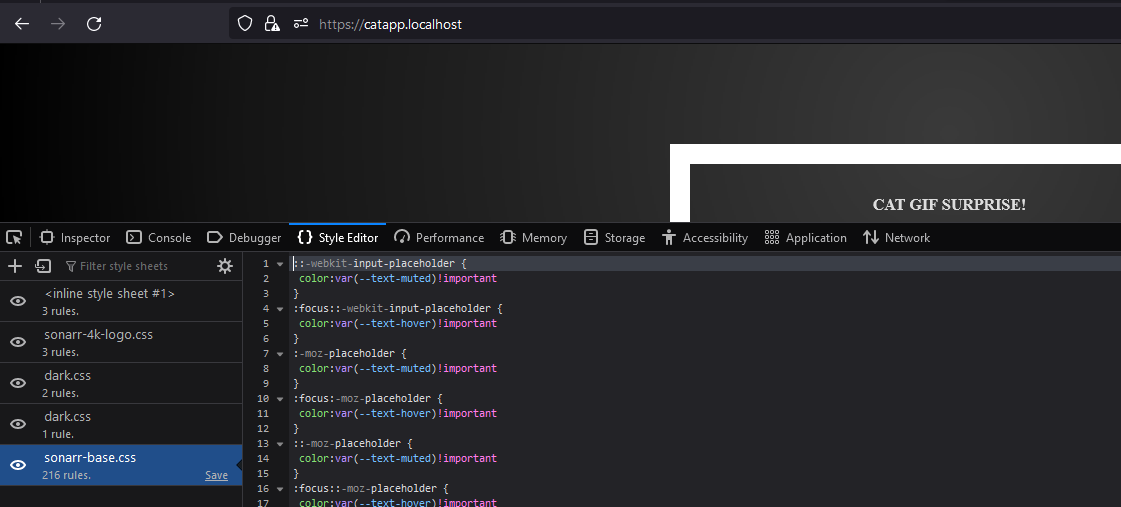 https://catapp.localhost
CAT GIF SURPRISE!
Inspector Console Debugger Style Editor Performance Memory Storage Accessibility Application Network
Filter style sheets
<inline style sheet #1>
3 rules.
sonarr-4k-logo.css
3 rules.
dark.css
2 rules.
dark.css
1 rule.
sonarr-base.css
216 rules. Save
1 ::-webkit-input-placeholder {
2 color:var(--text-muted)!important
3 }
4 :focus::-webkit-input-placeholder {
5 color:var(--text-hover)!important
6 }
7 :-moz-placeholder {
8 color:var(--text-muted)!important
9 }
10 :focus:-moz-placeholder {
11 color:var(--text-hover)!important
12 }
13 ::-moz-placeholder {
14 color:var(--text-muted)!important
15 }
16 :focus::-moz-placeholder {
17 color:var(--text-hover)!important